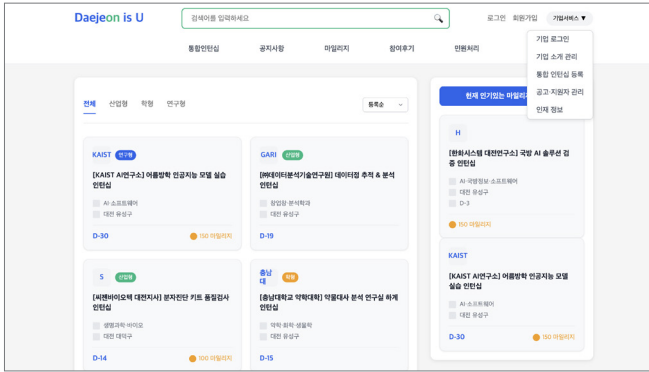 Daejeon is U
검색어를 입력하세요
로그인 회원가입 기업서비스 ▼
통합인턴십 공지사항 마일리지 참여후기 민원처리
기업 로그인
기업 소개 관리
통합 인턴십 등록
공고·지원자 관리
인재 정보
전체 산업형 학형 연구형
등록순
KAIST 연구형
[KAIST AI연구소] 여름방학 인공지능 모델 실습
인턴십
AI·소프트웨어
대전 유성구
D-30 150 마일리지
GARI 산업형
[㈜데이터분석기술연구원] 데이터정 추적 & 분석
인턴십
창업랑·분석학과
대전 유성구
D-19
S 산업형
[씨젠바이오텍 대전지사] 분자진단 키트 품질검사
인턴십
생명과학·바이오
대전 대덕구
D-14 100 마일리지
충남
대 학형
[충남대학교 약학대학] 약물대사 분석 연구실 하계
인턴십
약학·화학·생물학
대전 유성구
D-15
현재 인기있는 마일리
H
[한화시스템 대전연구소] 국방 AI 솔루션 검
증 인턴십
AI·국방정보·소프트웨어
대전 유성구
D-3
150 마일리지
KAIST
[KAIST AI연구소] 여름방학 인공지능 모델
실습 인턴십
AI·소프트웨어
대전 유성구
D-30 150 마일리지